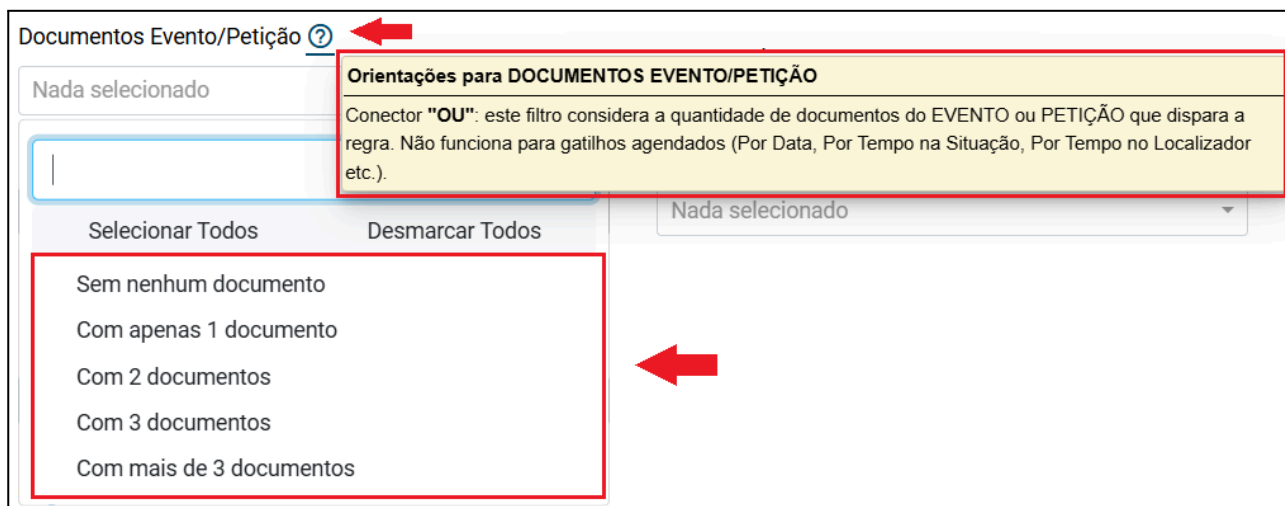 Documentos Evento/Petição ?
Nada selecionado
Orientações para DOCUMENTOS EVENTO/PETIÇÃO
Conector "OU": este filtro considera a quantidade de documentos do EVENTO ou PETIÇÃO que dispara a
regra. Não funciona para gatilhos agendados (Por Data, Por Tempo na Situação, Por Tempo no Localizador
etc.).
Nada selecionado
Selecionar Todos Desmarcar Todos
Sem nenhum documento
Com apenas 1 documento
Com 2 documentos
Com 3 documentos
Com mais de 3 documentos